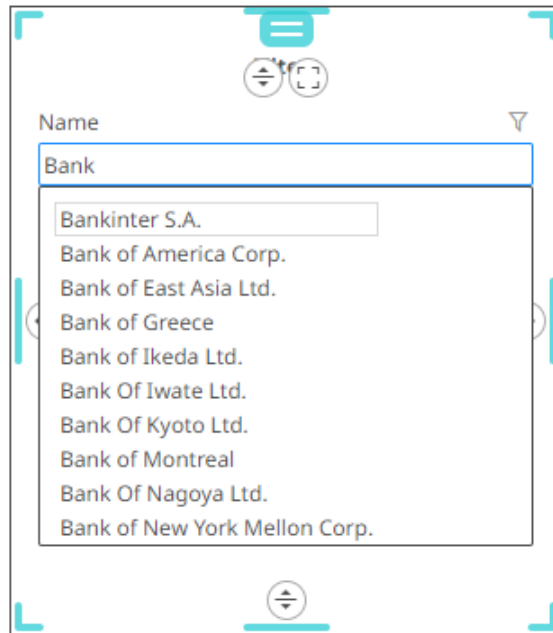 Name
Bank
Bankinter S.A.
Bank of America Corp.
Bank of East Asia Ltd.
Bank of Greece
Bank of Ikeda Ltd.
Bank Of Iwate Ltd.
Bank Of Kyoto Ltd.
Bank of Montreal
Bank Of Nagoya Ltd.
Bank of New York Mellon Corp.